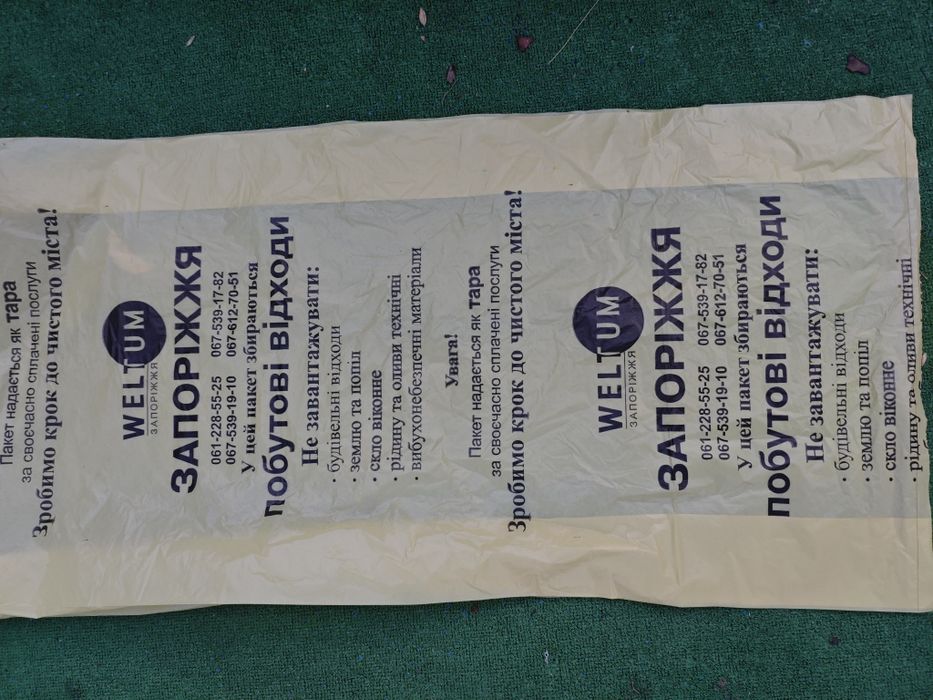 Пакет надається як тара
за своєчасно сплачені послуги
Зробимо крок до чистого міста!
WELTUM
ЗАПОРІЖЖЯ
ЗАПОРІЖЖЯ
061-228-55-25 067-539-17-82
067-539-19-10 067-612-70-51
У цей пакет збираються
побутові відходи
Не завантажувати:
· будівельні відходи
· землю та попіл
· скло віконне
· рідину та оливи технічні
· вибухонебезпечні матеріали
Увага!
Пакет надається як тара
за своєчасно сплачені послуги
Зробимо крок до чистого міста!
WELTUM
ЗАПОРІЖЖЯ
ЗАПОРІЖЖЯ
061-228-55-25 067-539-17-82
067-539-19-10 067-612-70-51
У цей пакет збираються
побутові відходи
Не завантажувати:
· будівельні відходи
· землю та попіл
· скло віконне
· рідину та оливи технічні